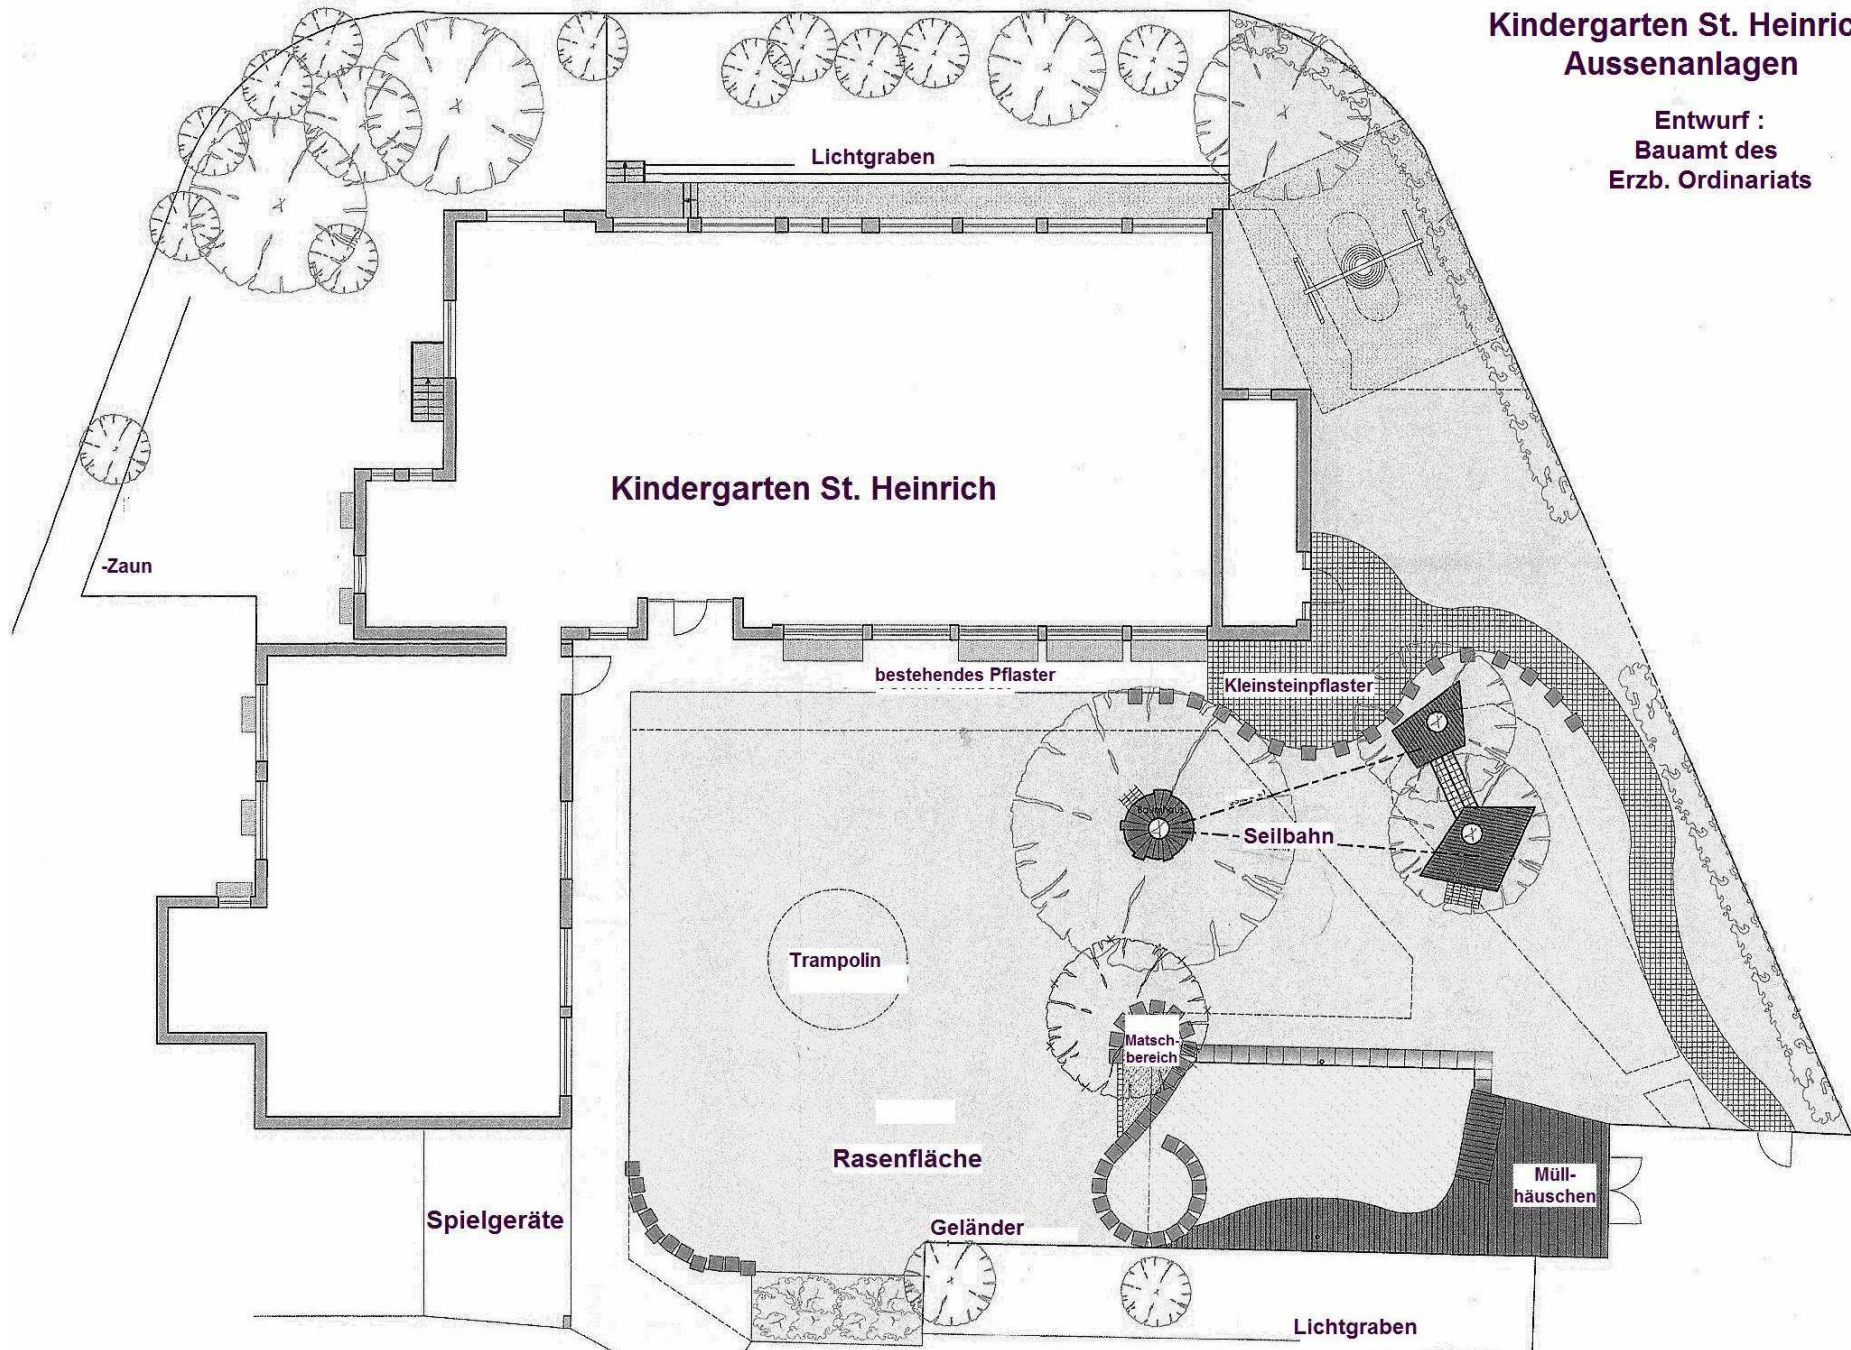 Kindergarten St. Heinric
Aussenanlagen
Entwurf :
Bauamt des
Erzb. Ordinariats
Lichtgraben
Kindergarten St. Heinrich
-Zaun
bestehendes Pflaster
Kleinsteinpflaster
Baumhaus
Seilbahn
Trampolin
Matsch-
bereich
Rasenfläche
Müll-
häuschen
Spielgeräte
Geländer
Lichtgraben